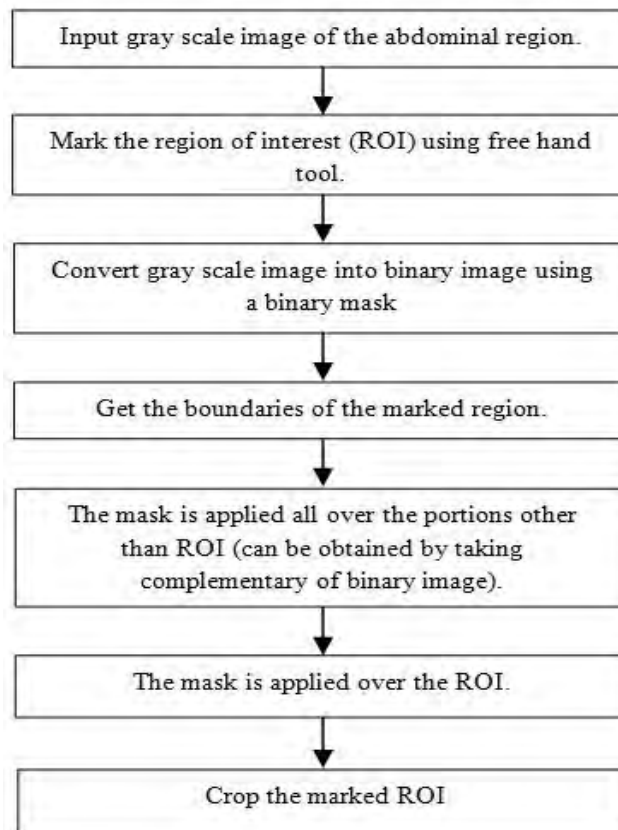 Input gray scale image of the abdominal region.
Mark the region of interest (ROI) using free hand
tool.
Convert gray scale image into binary image using
a binary mask
Get the boundaries of the marked region.
The mask is applied all over the portions other
than ROI (can be obtained by taking
complementary of binary image).
The mask is applied over the ROI.
Crop the marked ROI